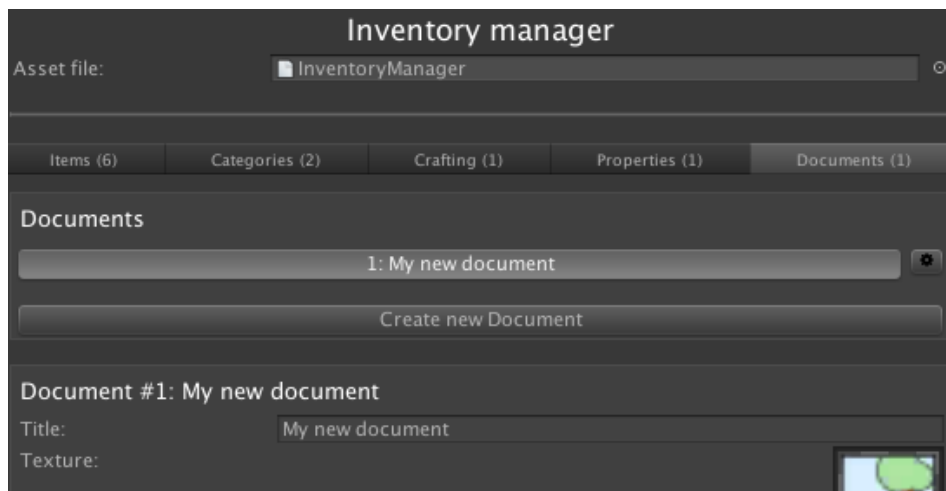 Inventory manager
Asset file: InventoryManager
Items (6) Categories (2) Crafting (1) Properties (1) Documents (1)
Documents
1: My new document
Create new Document
Document #1: My new document
Title: My new document
Texture: